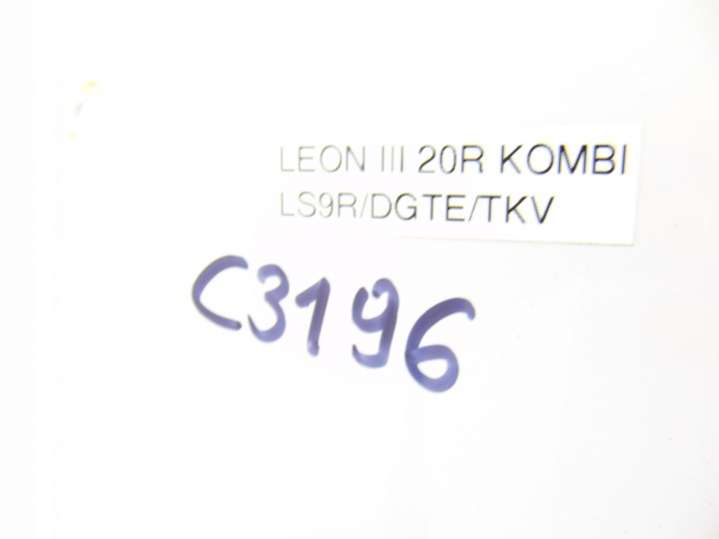 LEON III 20R KOMBI
LS9R/DGTE/TKV
C3196